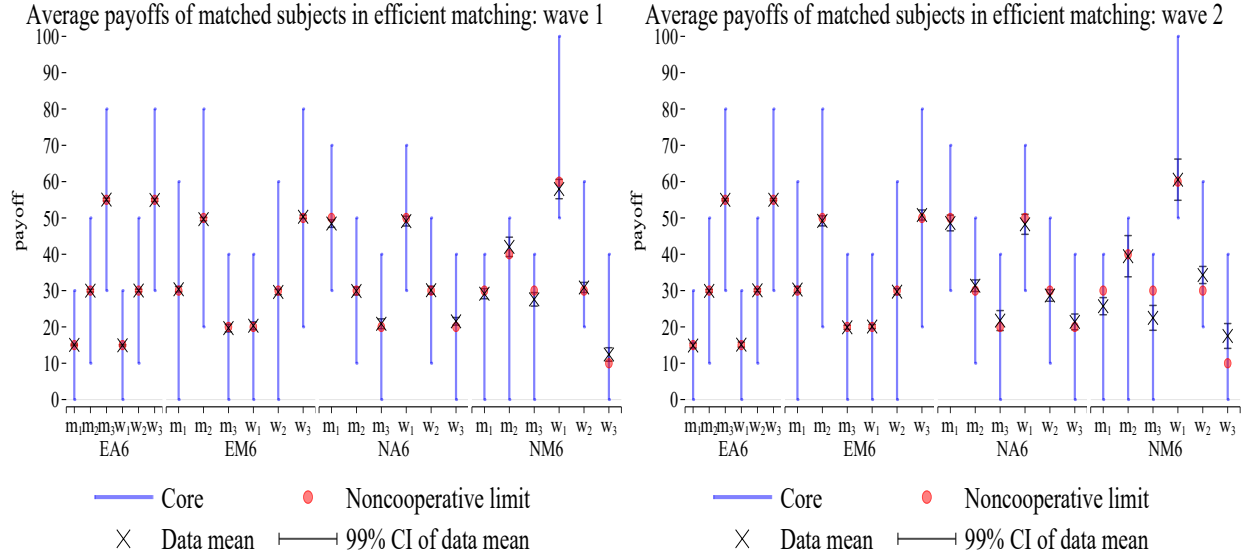 Average payoffs of matched subjects in efficient matching: wave 1
100
90
80
70
60
50
40
30
20
10
0
payoff
m₁ m₂ m₃ w₁ w₂ w₃ m₁ m₂ m₃ w₁ w₂ w₃ m₁ m₂ m₃ w₁ w₂ w₃ m₁ m₂ m₃ w₁ w₂ w₃
EA6 EM6 NA6 NM6
Core Noncooperative limit
Data mean 99% CI of data mean
Average payoffs of matched subjects in efficient matching: wave 2
100
90
80
70
60
50
40
30
20
10
0
payoff
m₁ m₂ m₃ w₁ w₂ w₃ m₁ m₂ m₃ w₁ w₂ w₃ m₁ m₂ m₃ w₁ w₂ w₃ m₁ m₂ m₃ w₁ w₂ w₃
EA6 EM6 NA6 NM6
Core Noncooperative limit
Data mean 99% CI of data mean